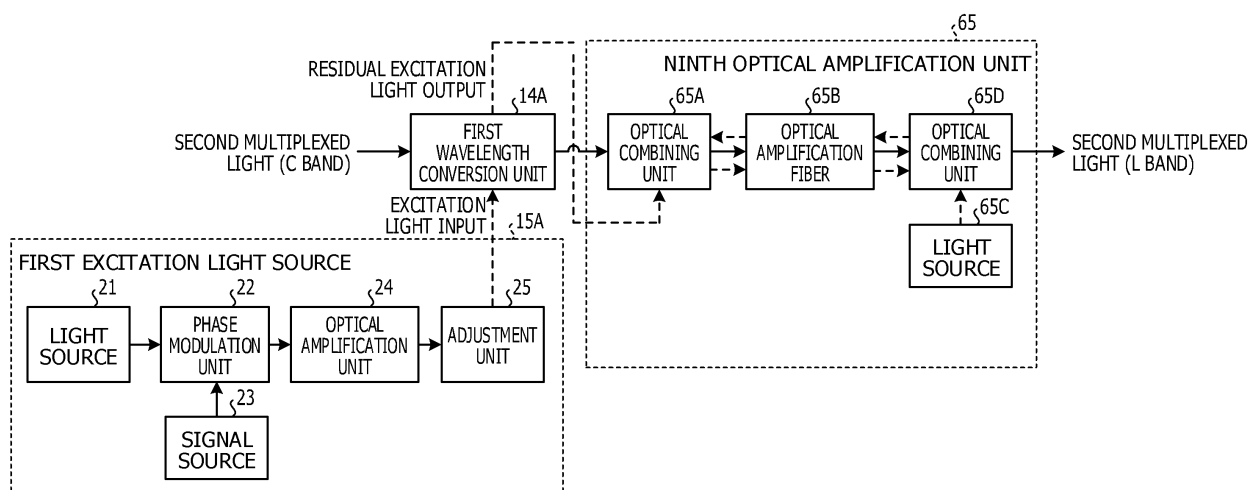 65
NINTH OPTICAL AMPLIFICATION UNIT
RESIDUAL EXCITATION
LIGHT OUTPUT
14A
65A
65B
65D
SECOND MULTIPLEXED
LIGHT (C BAND)
FIRST
WAVELENGTH
CONVERSION UNIT
OPTICAL
COMBINING
UNIT
OPTICAL
AMPLIFICATION
FIBER
OPTICAL
COMBINING
UNIT
SECOND MULTIPLEXED
LIGHT (L BAND)
EXCITATION
LIGHT INPUT
65C
LIGHT
SOURCE
15A
FIRST EXCITATION LIGHT SOURCE
21
22
24
25
LIGHT
SOURCE
PHASE
MODULATION
UNIT
OPTICAL
AMPLIFICATION
UNIT
ADJUSTMENT
UNIT
23
SIGNAL
SOURCE